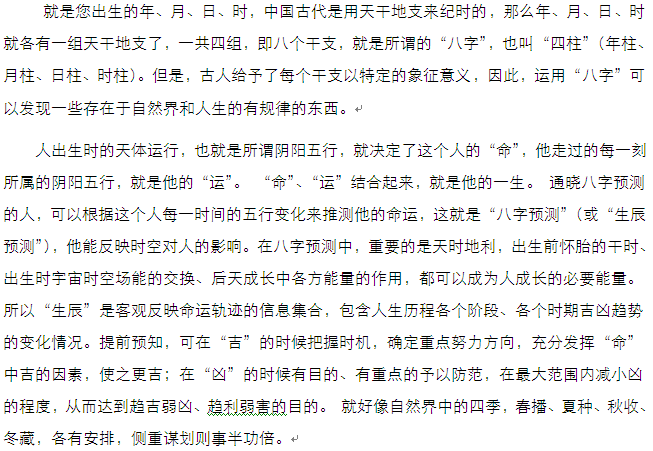 就是您出生的年、月、日、时，中国古代是用天干地支来纪时的，那么年、月、日、时
就各有一组天干地支了，一共四组，即八个干支，就是所谓的“八字”，也叫“四柱”（年柱、
月柱、日柱、时柱）。但是，古人给予了每个干支以特定的象征意义，因此，运用“八字”可
以发现一些存在于自然界和人生的有规律的东西。
人出生时的天体运行，也就是所谓阴阳五行，就决定了这个人的“命”，他走过的每一刻
所属的阴阳五行，就是他的“运”。 “命”、“运”结合起来，就是他的一生。 通晓八字预测
的人，可以根据这个人每一时间的五行变化来推测他的命运，这就是“八字预测”（或“生辰
预测”），他能反映时空对人的影响。在八字预测中，重要的是天时地利，出生前怀胎的干时、
出生时宇宙时空场能的交换、后天成长中各方能量的作用，都可以成为人成长的必要能量。
所以“生辰”是客观反映命运轨迹的信息集合，包含人生历程各个阶段、各个时期吉凶趋势
的变化情况。提前预知，可在“吉”的时候把握时机，确定重点努力方向，充分发挥“命”
中吉的因素，使之更吉；在“凶”的时候有目的、有重点的予以防范，在最大范围内减小凶
的程度，从而达到趋吉弱凶、趋利弱害的目的。 就好像自然界中的四季，春播、夏种、秋收、
冬藏，各有安排，侧重谋划则事半功倍。